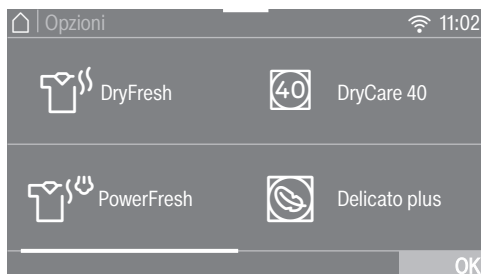 Opzioni 11:02
DryFresh 40 DryCare 40
PowerFresh Delicato plus
OK